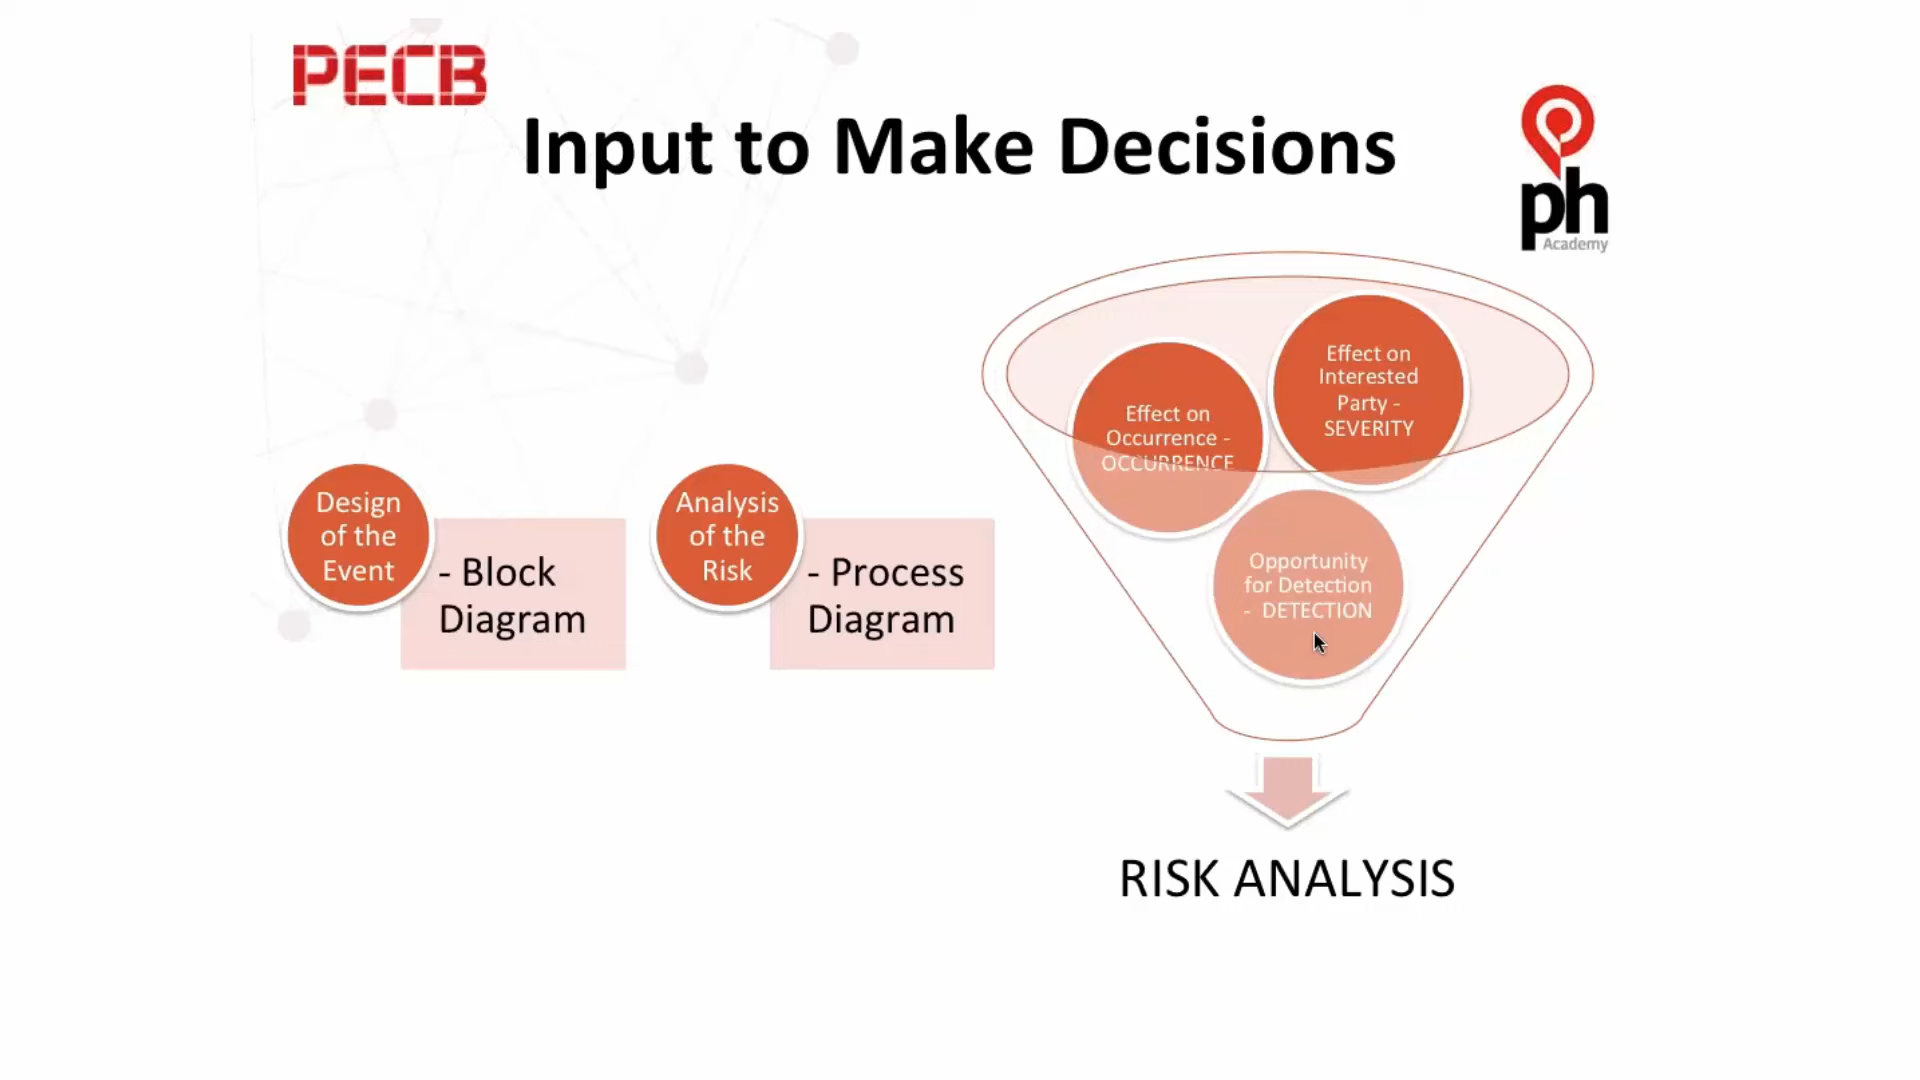 PECB
Input to Make Decisions
ph
Academy
Design
of the
Event
- Block
Diagram
Analysis
of the
Risk
- Process
Diagram
Effect on
Occurrence -
OCCURRENCE
Effect on
Interested
Party -
SEVERITY
Opportunity
for Detection
- DETECTION
RISK ANALYSIS